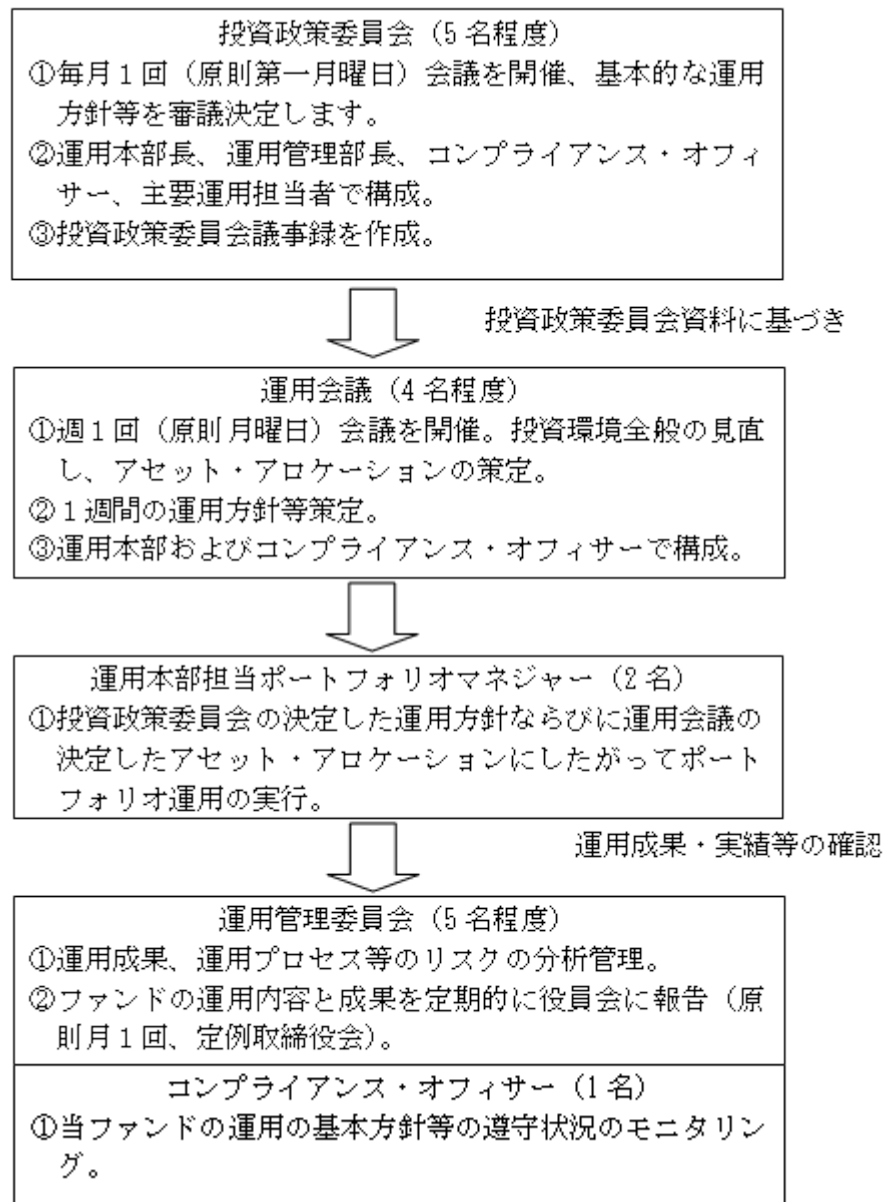 投資政策委員会（5名程度）
①毎月1回（原則第一月曜日）会議を開催、基本的な運用
方針等を審議決定します。
②運用本部長、運用管理部長、コンプライアンス・オフィ
サー、主要運用担当者で構成。
③投資政策委員会議事録を作成。
投資政策委員会資料に基づき
運用会議（4名程度）
①週1回（原則月曜日）会議を開催。投資環境全般の見直
し、アセット・アロケーションの策定。
②1週間の運用方針等策定。
③運用本部およびコンプライアンス・オフィサーで構成。
運用本部担当ポートフォリオマネジャー（2名）
①投資政策委員会の決定した運用方針ならびに運用会議の
決定したアセット・アロケーションにしたがってポート
フォリオ運用の実行。
運用成果・実績等の確認
運用管理委員会（5名程度）
①運用成果、運用プロセス等のリスクの分析管理。
②ファンドの運用内容と成果を定期的に役員会に報告（原
則月1回、定例取締役会）。
コンプライアンス・オフィサー（1名）
①当ファンドの運用の基本方針等の遵守状況のモニタリン
グ。